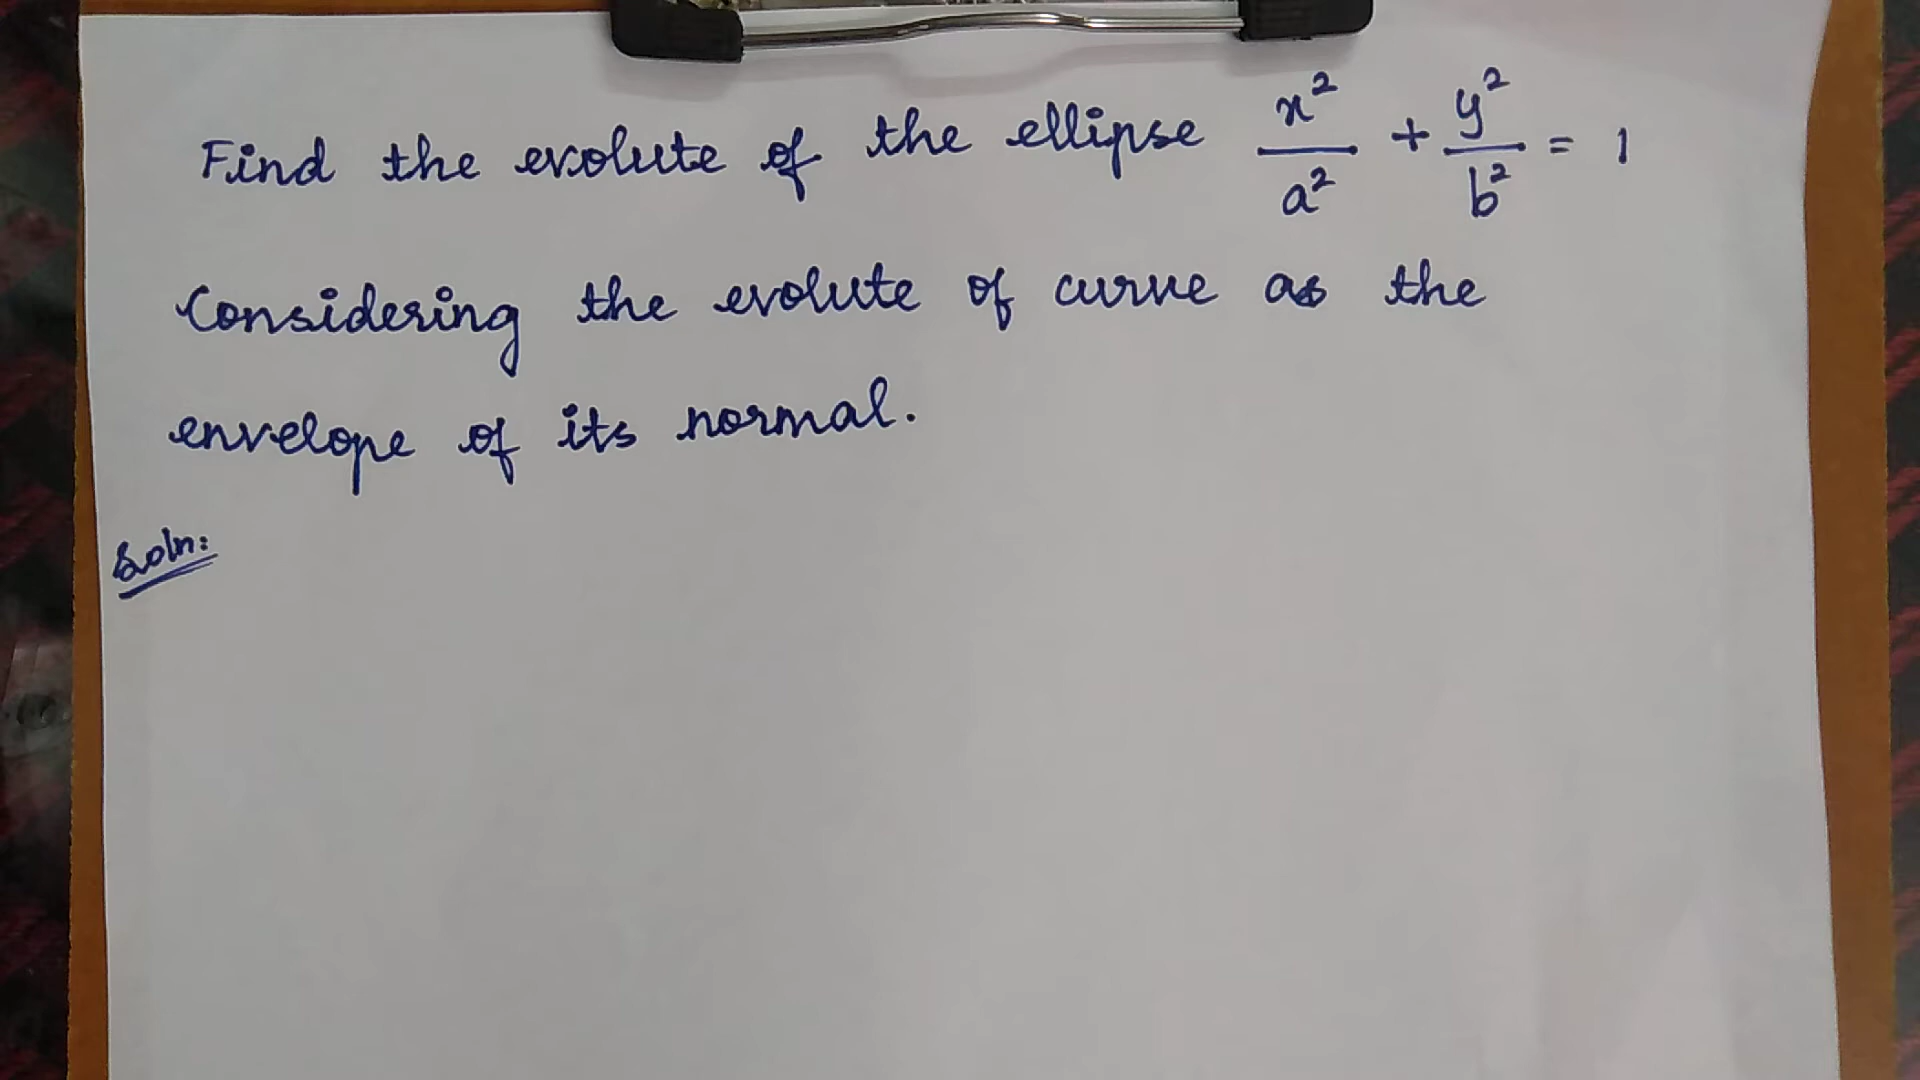 Find the evolute of the ellipse x²/a² + y²/b² = 1
Considering the evolute of curve as the
envelope of its normal.
Soln: